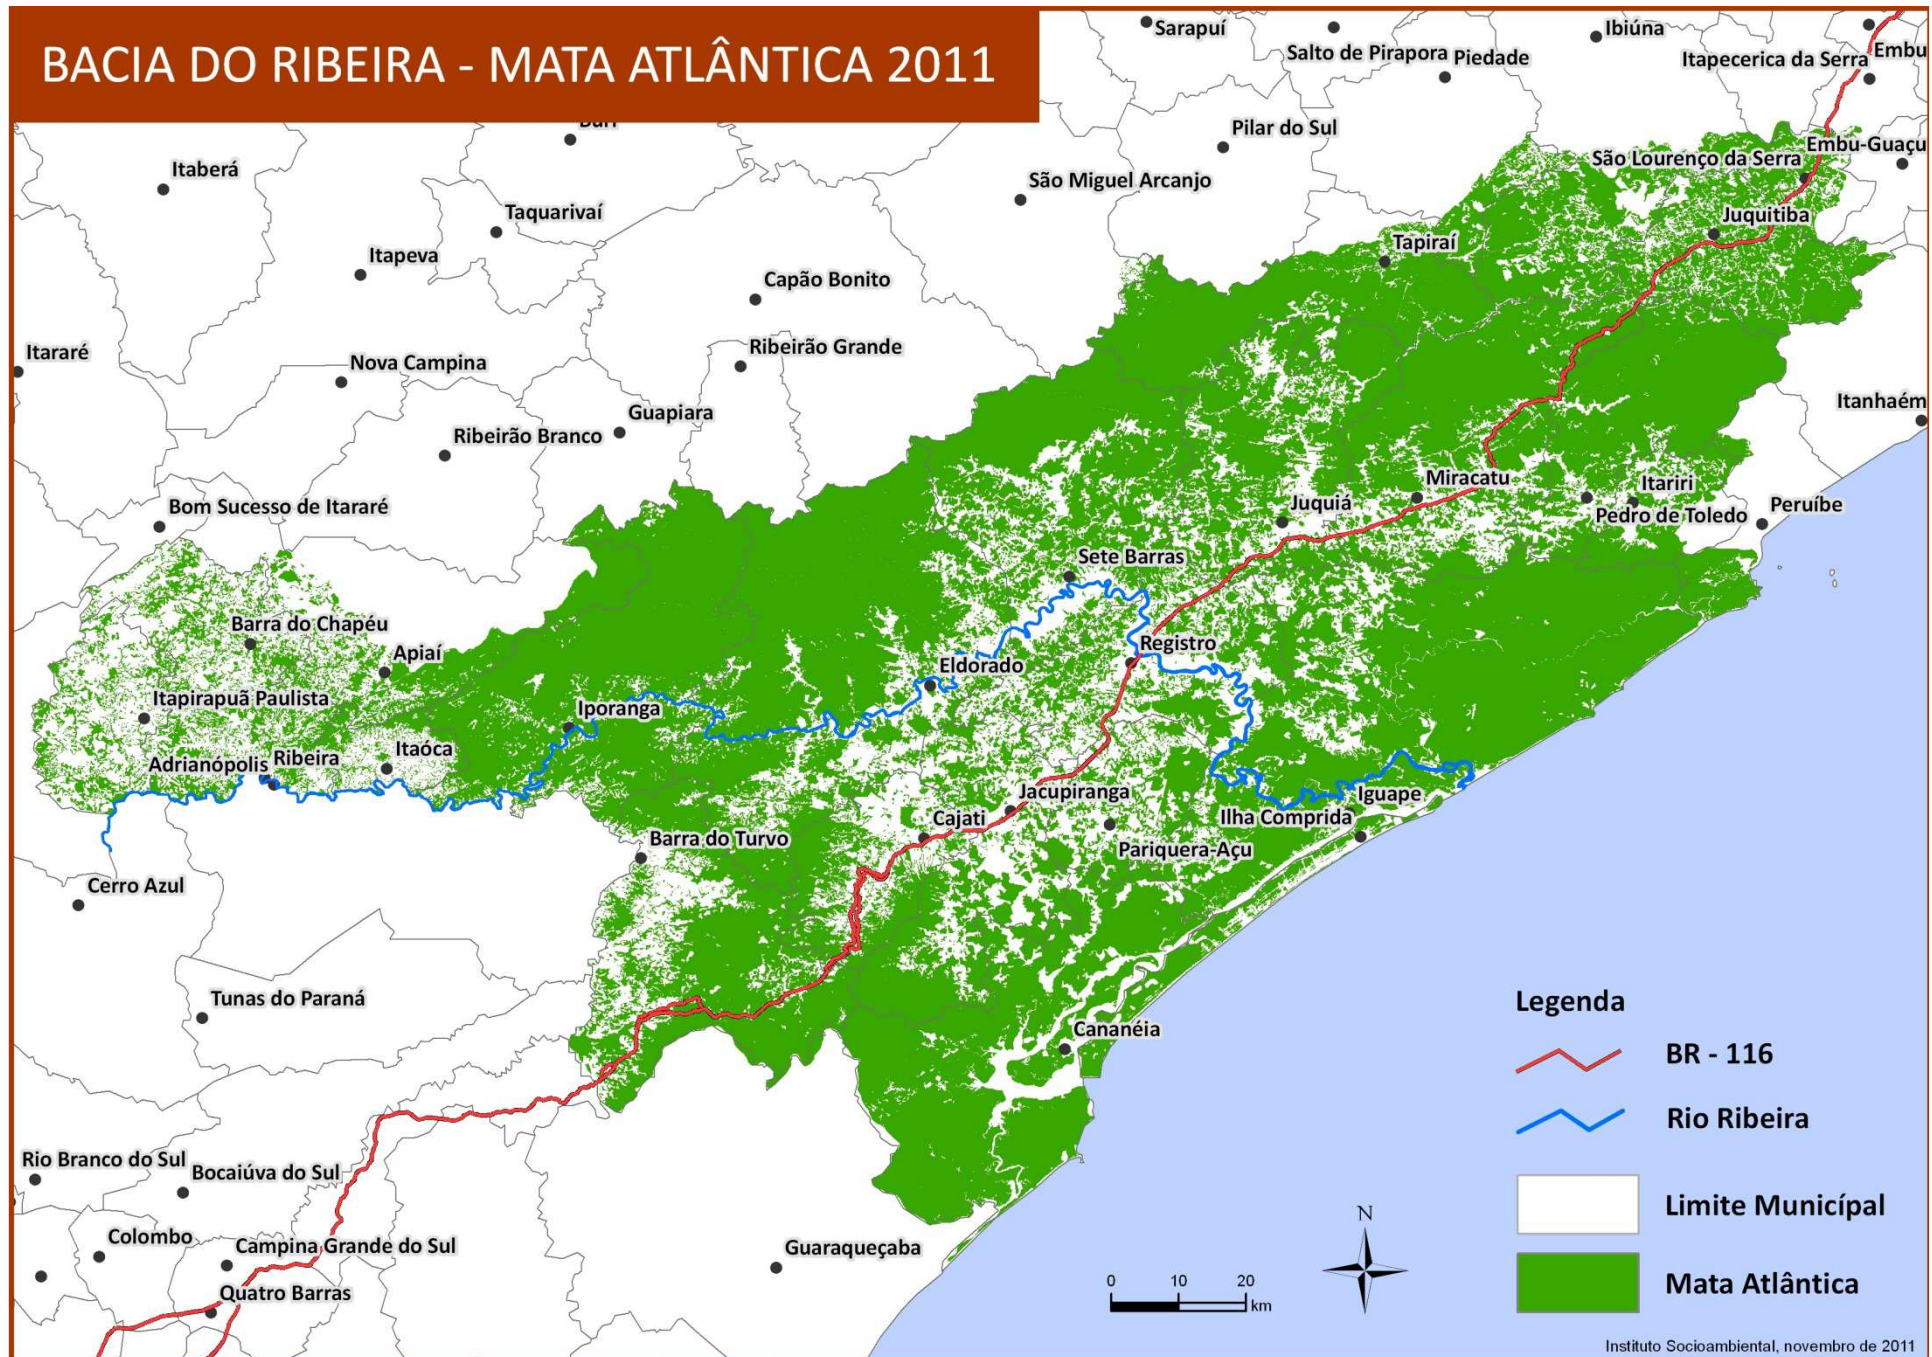 BACIA DO RIBEIRA - MATA ATLÂNTICA 2011
Sarapuí
Salto de Pirapora
Piedade
Ibiúna
Itapecerica da Serra
Embu
Itaberá
Pilar do Sul
São Lourenço da Serra
Embu-Guaçu
Taquarivaí
São Miguel Arcanjo
Juquitiba
Itapeva
Tapiraí
Capão Bonito
Itararé
Nova Campina
Ribeirão Grande
Guapiara
Ribeirão Branco
Itanhaém
Bom Sucesso de Itararé
Juquiá
Miracatu
Itariri
Pedro de Toledo
Peruíbe
Sete Barras
Barra do Chapéu
Apiaí
Eldorado
Registro
Itapirapuã Paulista
Iporanga
Adrianópolis
Ribeira
Itaóca
Jacupiranga
Iguape
Cajati
Ilha Comprida
Barra do Turvo
Pariquera-Açu
Cerro Azul
Tunas do Paraná
Cananéia
Rio Branco do Sul
Bocaiúva do Sul
Colombo
Campina Grande do Sul
Quatro Barras
Guaraqueçaba
Legenda
BR - 116
Rio Ribeira
Limite Municípal
Mata Atlântica
N
0 10 20
km
Instituto Socioambiental, novembro de 2011